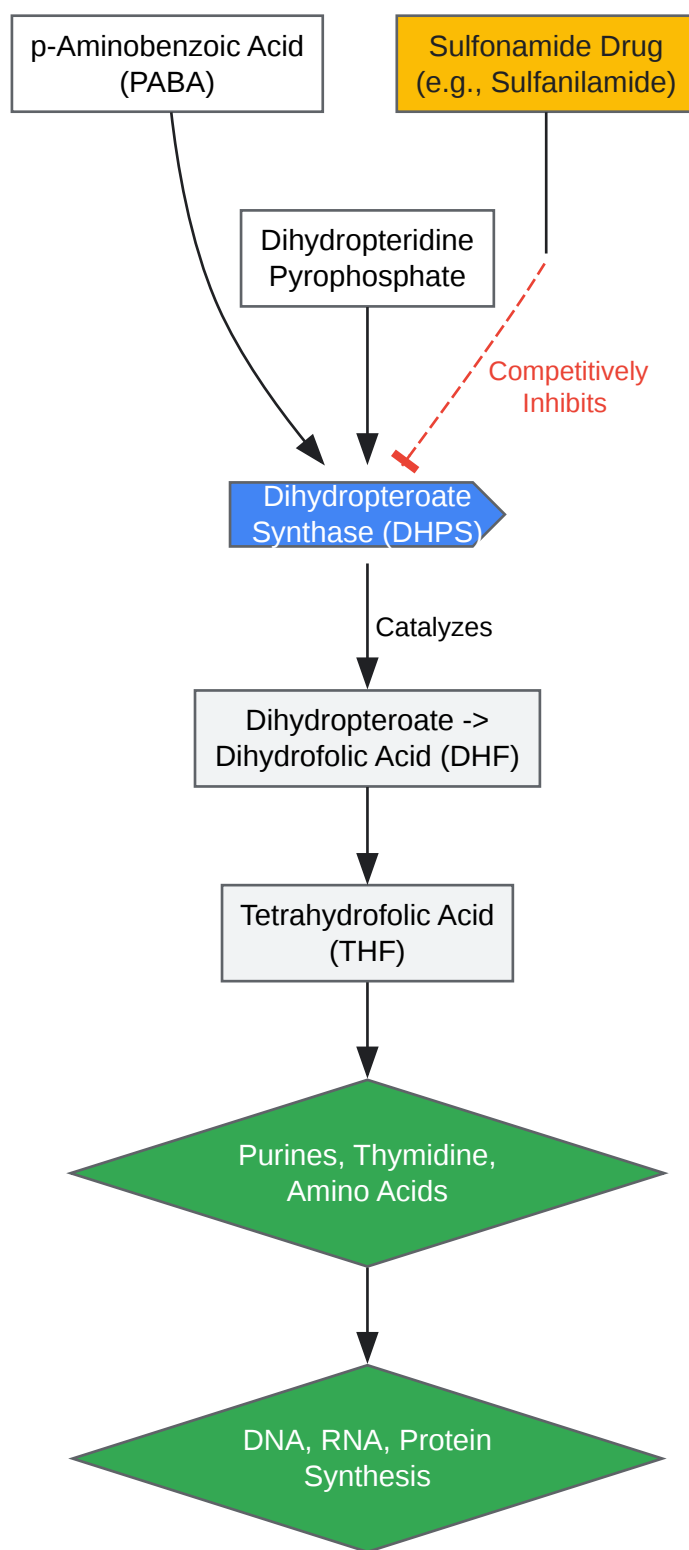 p-Aminobenzoic Acid
(PABA)
Sulfonamide Drug
(e.g., Sulfanilamide)
Dihydropteridine
Pyrophosphate
Competitively
Inhibits
Dihydropteroate
Synthase (DHPS)
Catalyzes
Dihydropteroate ->
Dihydrofolic Acid (DHF)
Tetrahydrofolic Acid
(THF)
Purines, Thymidine,
Amino Acids
DNA, RNA, Protein
Synthesis